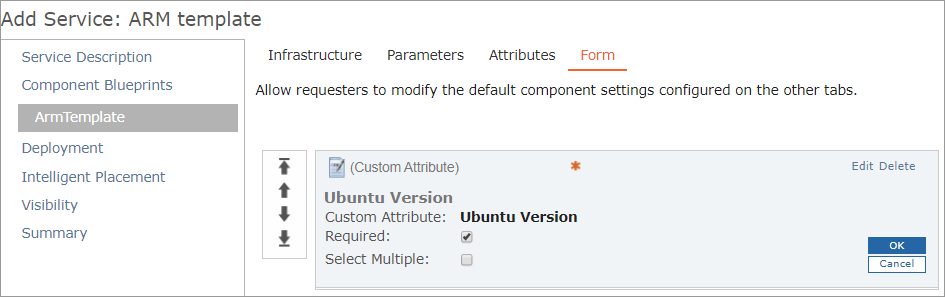 Add Service: ARM template
Service Description
Component Blueprints
ArmTemplate
Deployment
Intelligent Placement
Visibility
Summary
Infrastructure Parameters Attributes Form
Allow requesters to modify the default component settings configured on the other tabs.
(Custom Attribute) * Edit Delete
Ubuntu Version
Custom Attribute: Ubuntu Version
Required:
Select Multiple:
OK
Cancel